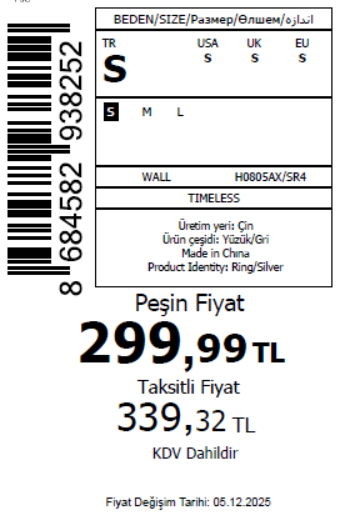 BEDEN/SIZE/Размер/Өлшем/اندازه
TR USA UK EU
S S S S
S M L
WALL H0805AX/SR4
TIMELESS
Üretim yeri: Çin
Ürün çeşidi: Yüzük/Gri
Made in China
Product Identity: Ring/Silver
8 684582 938252
Peşin Fiyat
299,99 TL
Taksitli Fiyat
339,32 TL
KDV Dahildir
Fiyat Değişim Tarihi: 05.12.2025